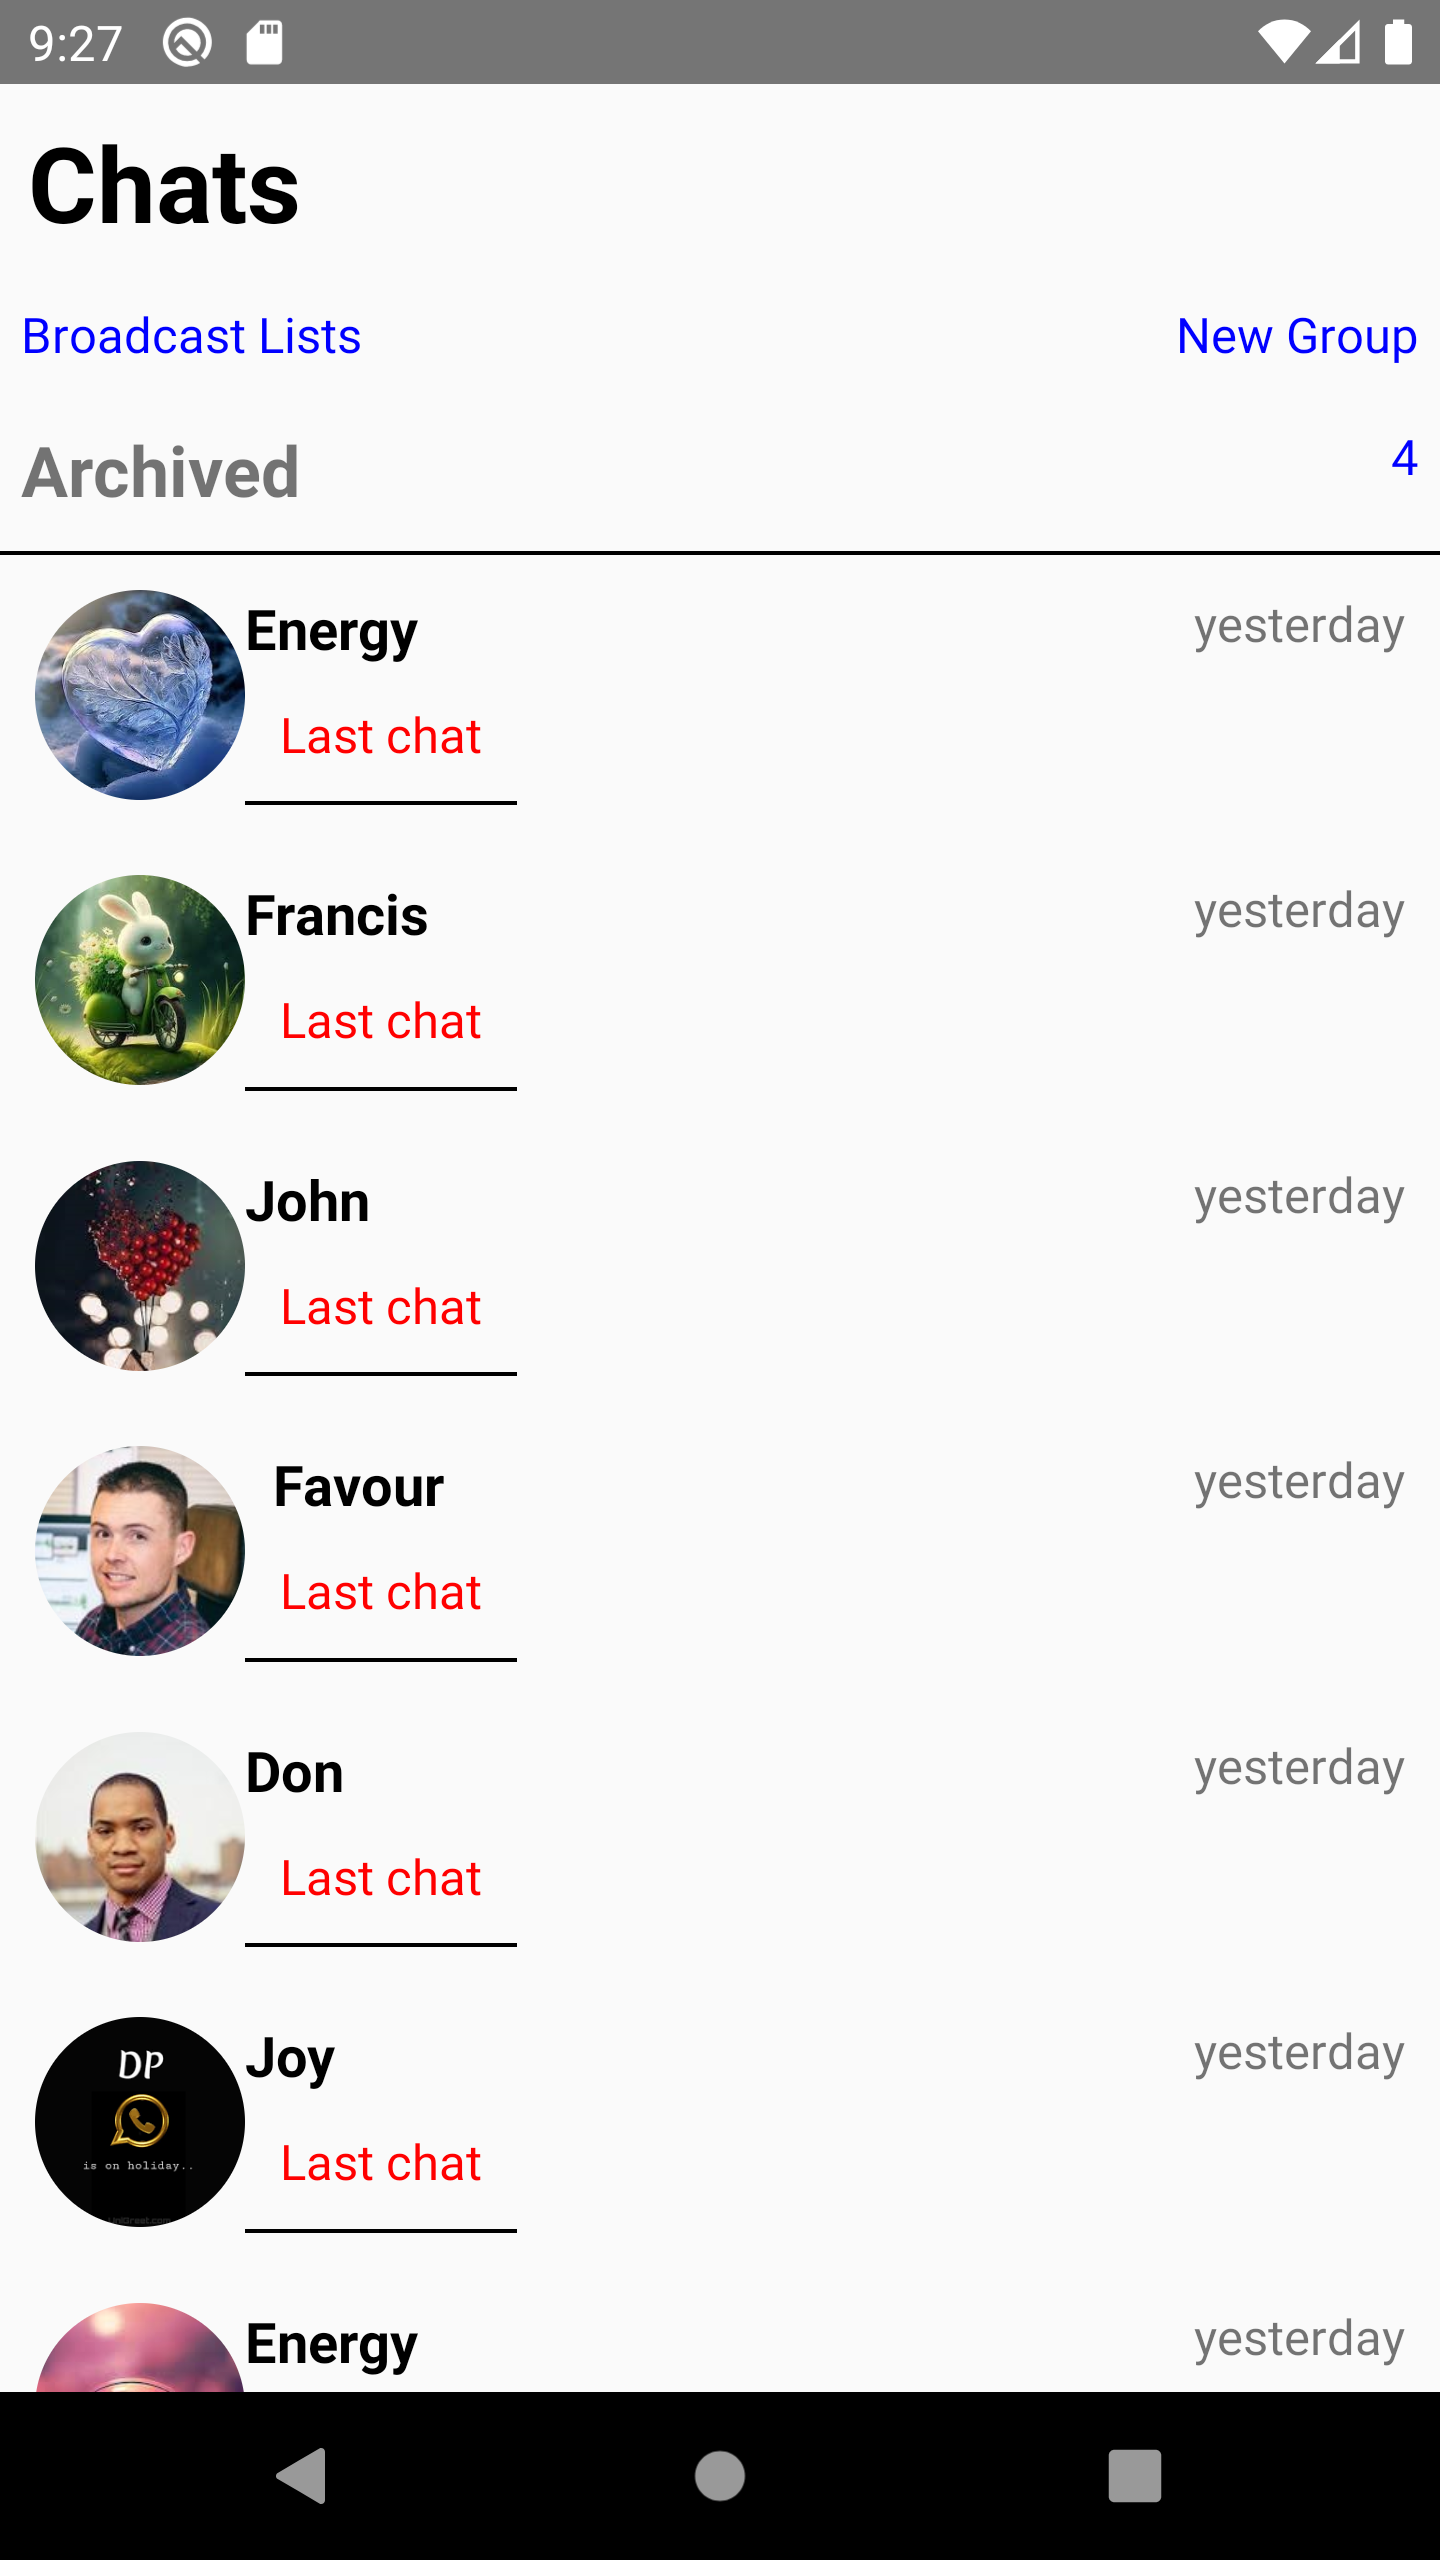 9:27
Chats
Broadcast Lists
New Group
Archived
4
Energy
yesterday
Last chat
Francis
yesterday
Last chat
John
yesterday
Last chat
Favour
yesterday
Last chat
Don
yesterday
Last chat
DP
is on holiday..
Joy
yesterday
Last chat
Energy
yesterday